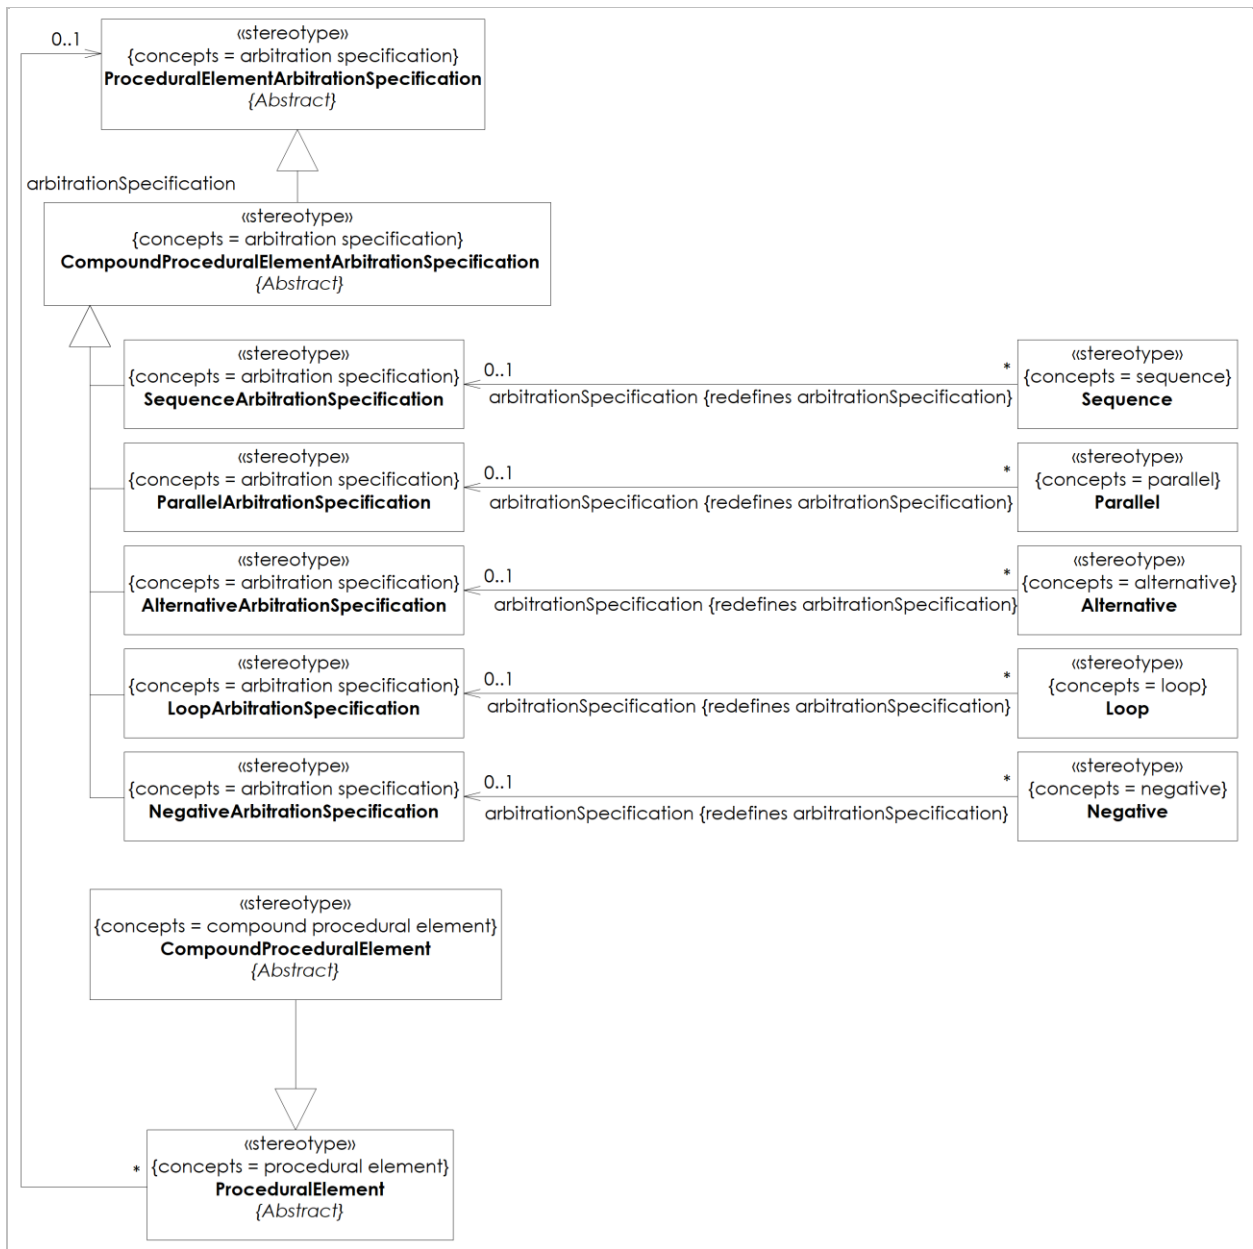 0..1
«stereotype»
{concepts = arbitration specification}
ProceduralElementArbitrationSpecification
{Abstract}
arbitrationSpecification
«stereotype»
{concepts = arbitration specification}
CompoundProceduralElementArbitrationSpecification
{Abstract}
«stereotype»
{concepts = arbitration specification}
SequenceArbitrationSpecification
0..1
*
arbitrationSpecification {redefines arbitrationSpecification}
«stereotype»
{concepts = sequence}
Sequence
«stereotype»
{concepts = arbitration specification}
ParallelArbitrationSpecification
0..1
*
arbitrationSpecification {redefines arbitrationSpecification}
«stereotype»
{concepts = parallel}
Parallel
«stereotype»
{concepts = arbitration specification}
AlternativeArbitrationSpecification
0..1
*
arbitrationSpecification {redefines arbitrationSpecification}
«stereotype»
{concepts = alternative}
Alternative
«stereotype»
{concepts = arbitration specification}
LoopArbitrationSpecification
0..1
*
arbitrationSpecification {redefines arbitrationSpecification}
«stereotype»
{concepts = loop}
Loop
«stereotype»
{concepts = arbitration specification}
NegativeArbitrationSpecification
0..1
*
arbitrationSpecification {redefines arbitrationSpecification}
«stereotype»
{concepts = negative}
Negative
«stereotype»
{concepts = compound procedural element}
CompoundProceduralElement
{Abstract}
«stereotype»
* {concepts = procedural element}
ProceduralElement
{Abstract}